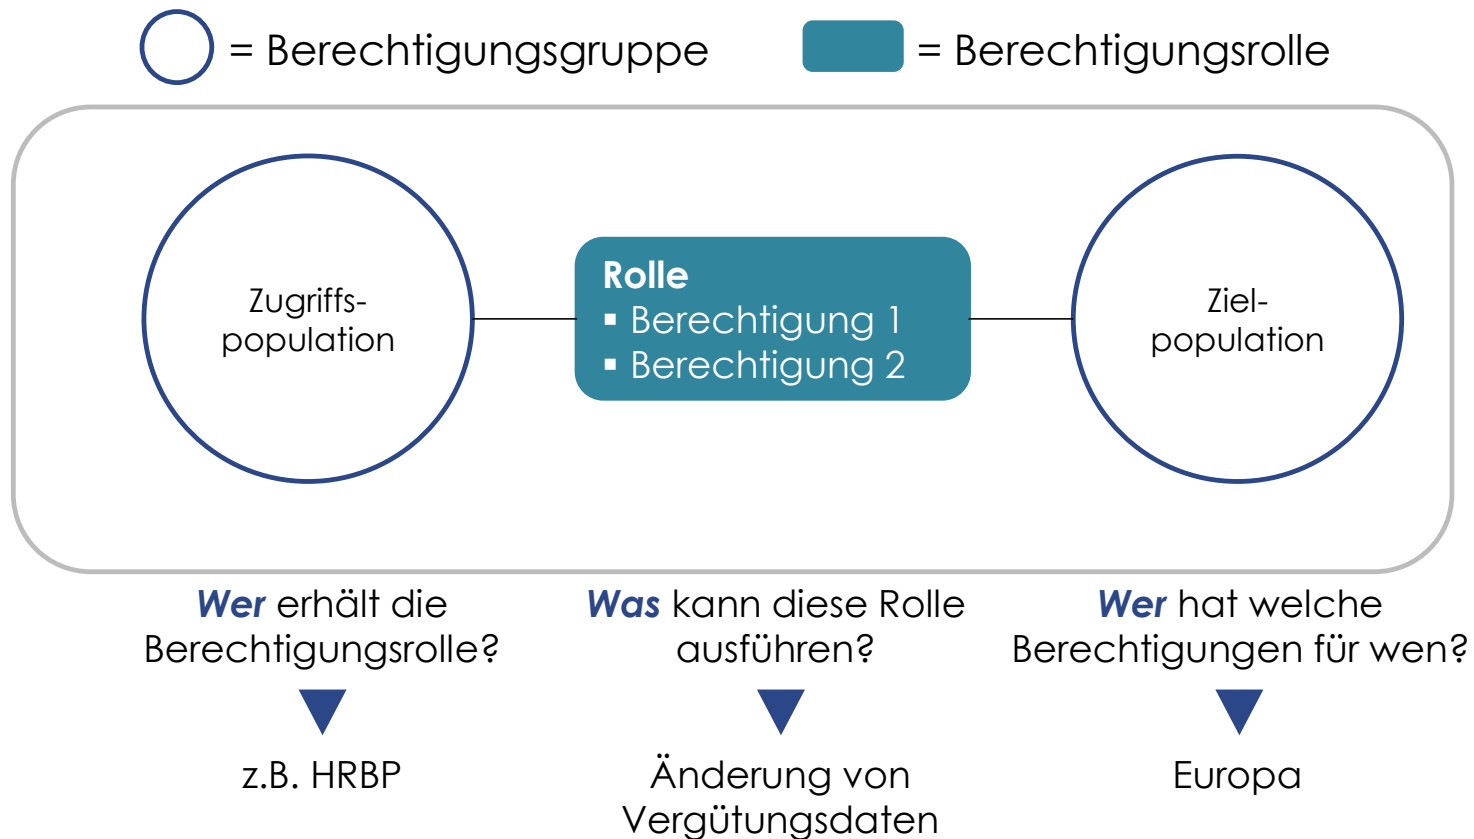 = Berechtigungsgruppe
= Berechtigungsrolle
Zugriffs-
population
Rolle
▪ Berechtigung 1
▪ Berechtigung 2
Ziel-
population
Wer erhält die
Berechtigungsrolle?
Was kann diese Rolle
ausführen?
Wer hat welche
Berechtigungen für wen?
z.B. HRBP
Änderung von
Vergütungsdaten
Europa